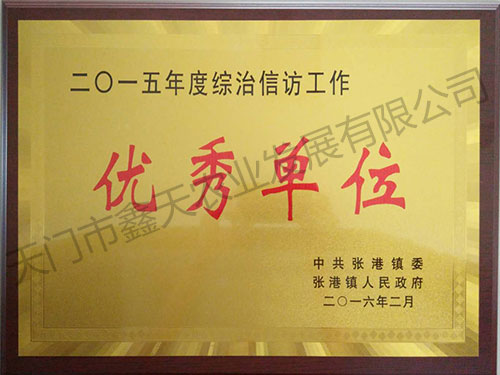 二〇一五年度综治信访工作
优秀单位
中共张港镇委
张港镇人民政府
二〇一六年二月
天门市鑫天农业发展有限公司